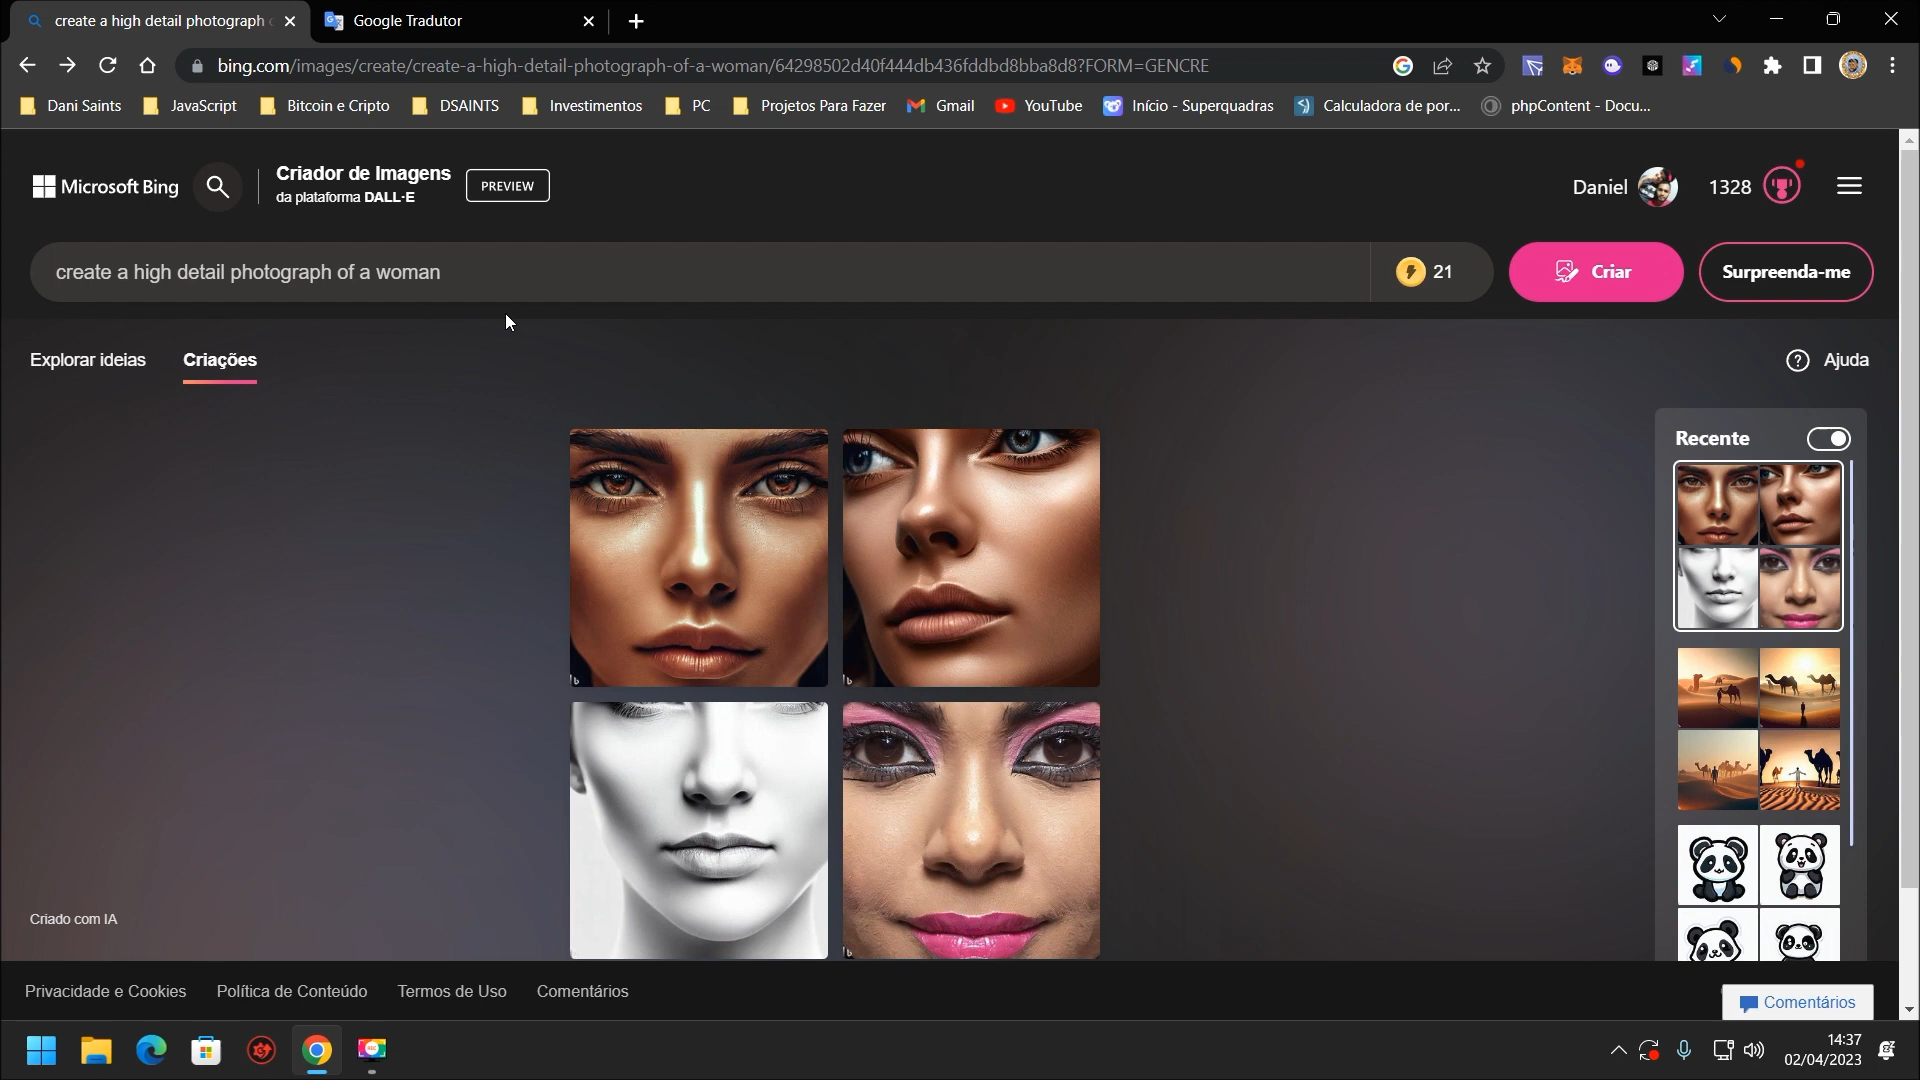 create a high detail photograph
Google Tradutor
bing.com/images/create/create-a-high-detail-photograph-of-a-woman/64298502d40f444db436fddbd8bba8d8?FORM=GENCRE
Dani Saints
JavaScript
Bitcoin e Cripto
DSAINTS
Investimentos
PC
Projetos Para Fazer
Gmail
YouTube
Início - Superquadras
Calculadora de por...
phpContent - Docu...
Microsoft Bing
Criador de Imagens
da plataforma DALL·E
PREVIEW
Daniel
1328
create a high detail photograph of a woman
21
Criar
Surpreenda-me
Explorar ideias
Criações
Ajuda
Recente
Criado com IA
Privacidade e Cookies
Política de Conteúdo
Termos de Uso
Comentários
Comentários
14:37
02/04/2023